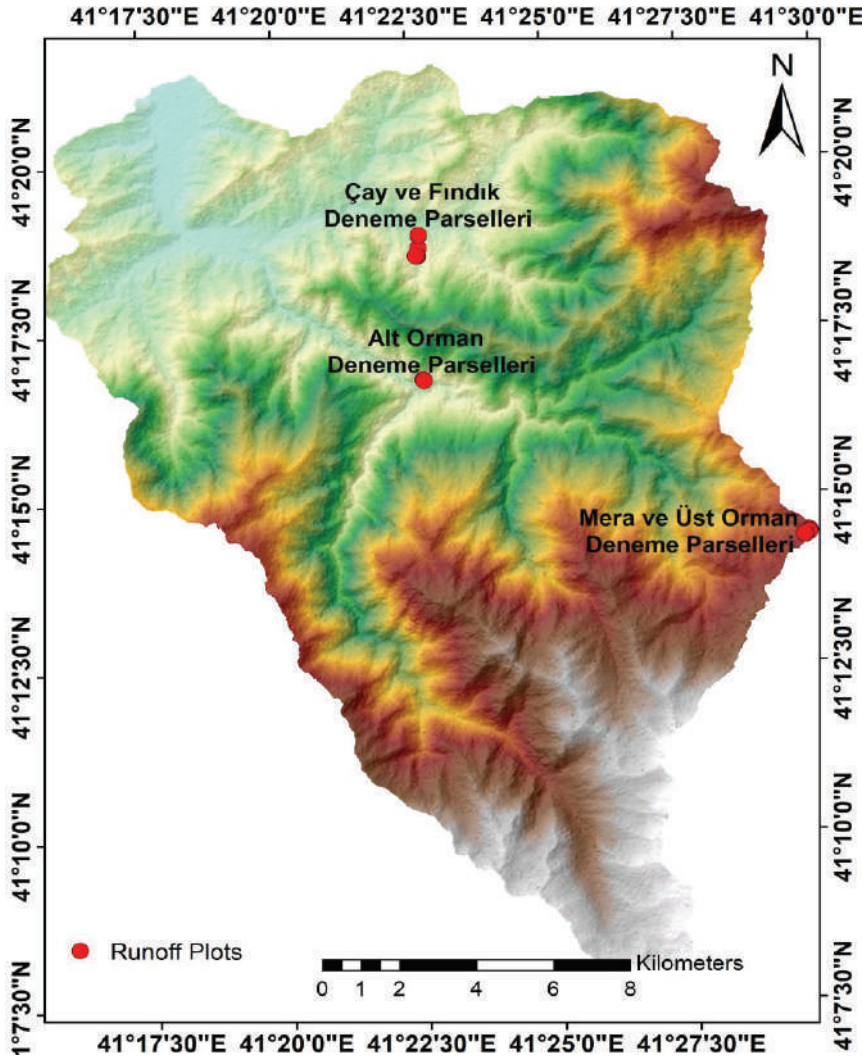 41°17'30"E 41°20'0"E 41°22'30"E 41°25'0"E 41°27'30"E 41°30'0"E
N
41°20'0"N
41°20'0"N
Çay ve Fındık
Deneme Parselleri
41°17'30"N
41°17'30"N
Alt Orman
Deneme Parselleri
41°15'0"N
41°15'0"N
Mera ve Üst Orman
Deneme Parselleri
41°12'30"N
41°12'30"N
41°10'0"N
41°10'0"N
Runoff Plots
Kilometers
0 1 2 4 6 8
41°7'30"N
41°7'30"N
41°17'30"E 41°20'0"E 41°22'30"E 41°25'0"E 41°27'30"E